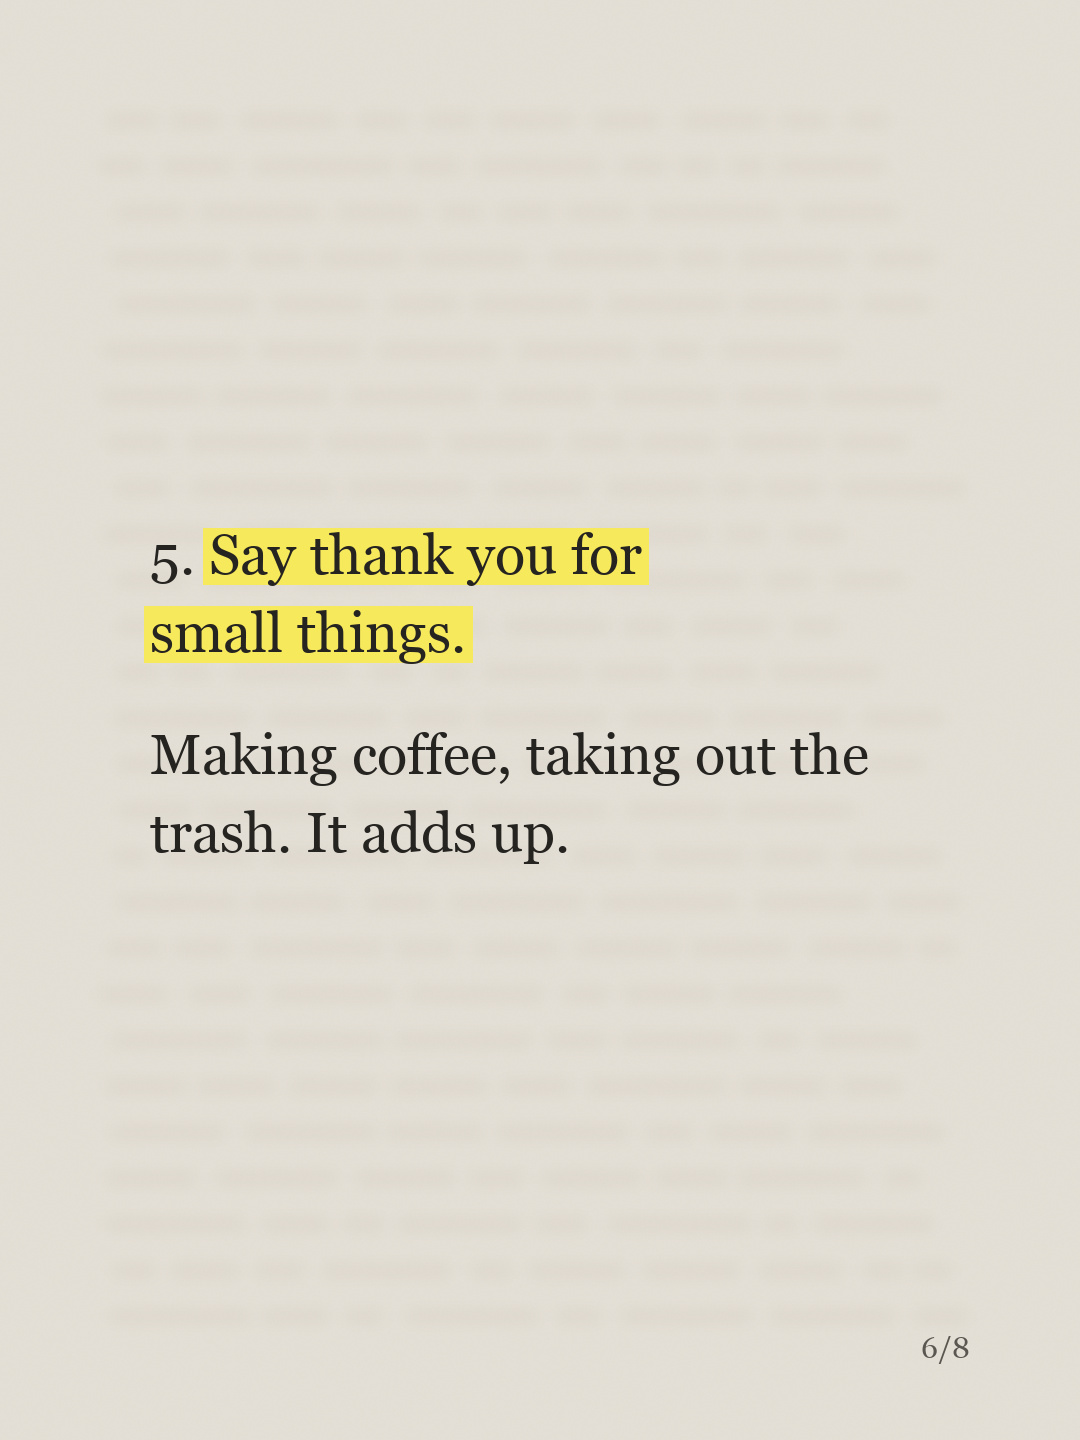 5. Say thank you for
small things.
Making coffee, taking out the
trash. It adds up.
6/8